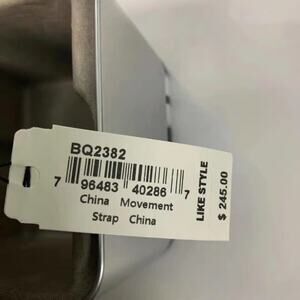 BQ2382
7 96483 40286 7
China Movement
Strap China
LIKE STYLE
$ 245.00